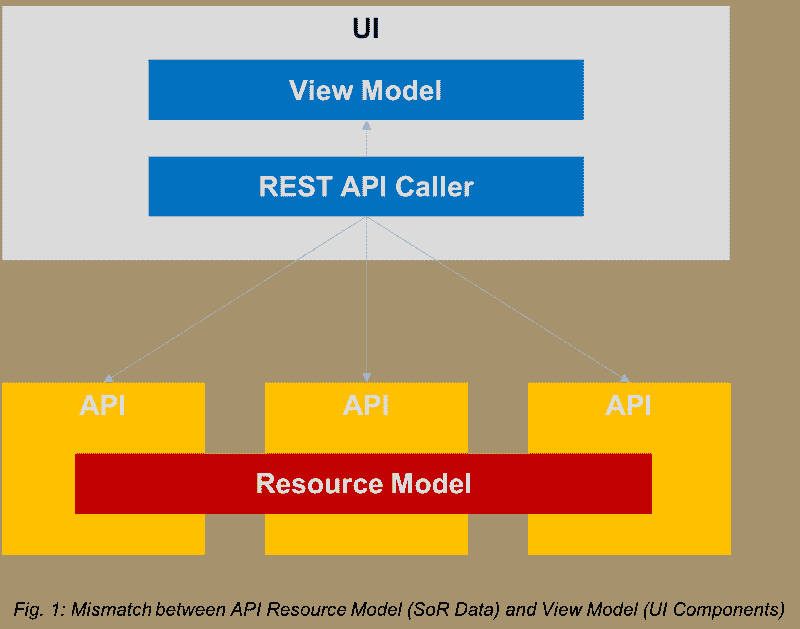 UI
View Model
REST API Caller
API API API
Resource Model
Fig. 1: Mismatch between API Resource Model (SoR Data) and View Model (UI Components)